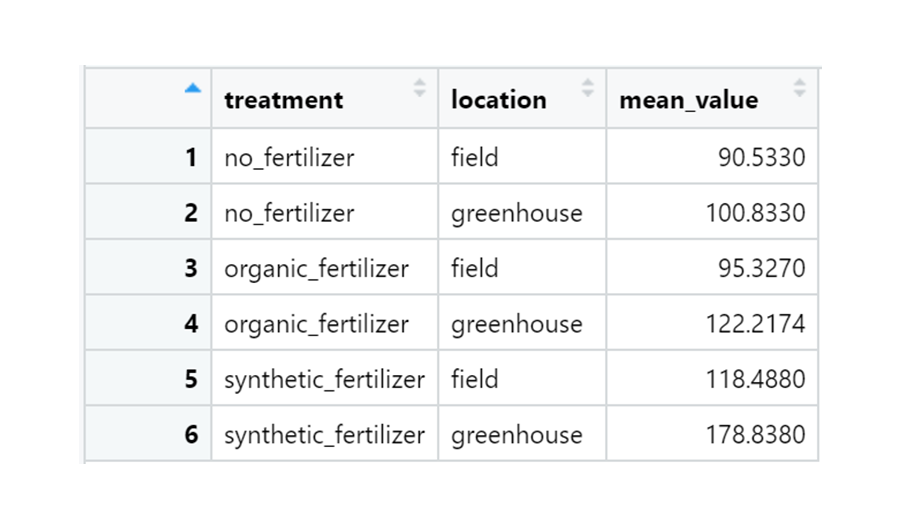 treatment location mean_value
1 no_fertilizer field 90.5330
2 no_fertilizer greenhouse 100.8330
3 organic_fertilizer field 95.3270
4 organic_fertilizer greenhouse 122.2174
5 synthetic_fertilizer field 118.4880
6 synthetic_fertilizer greenhouse 178.8380